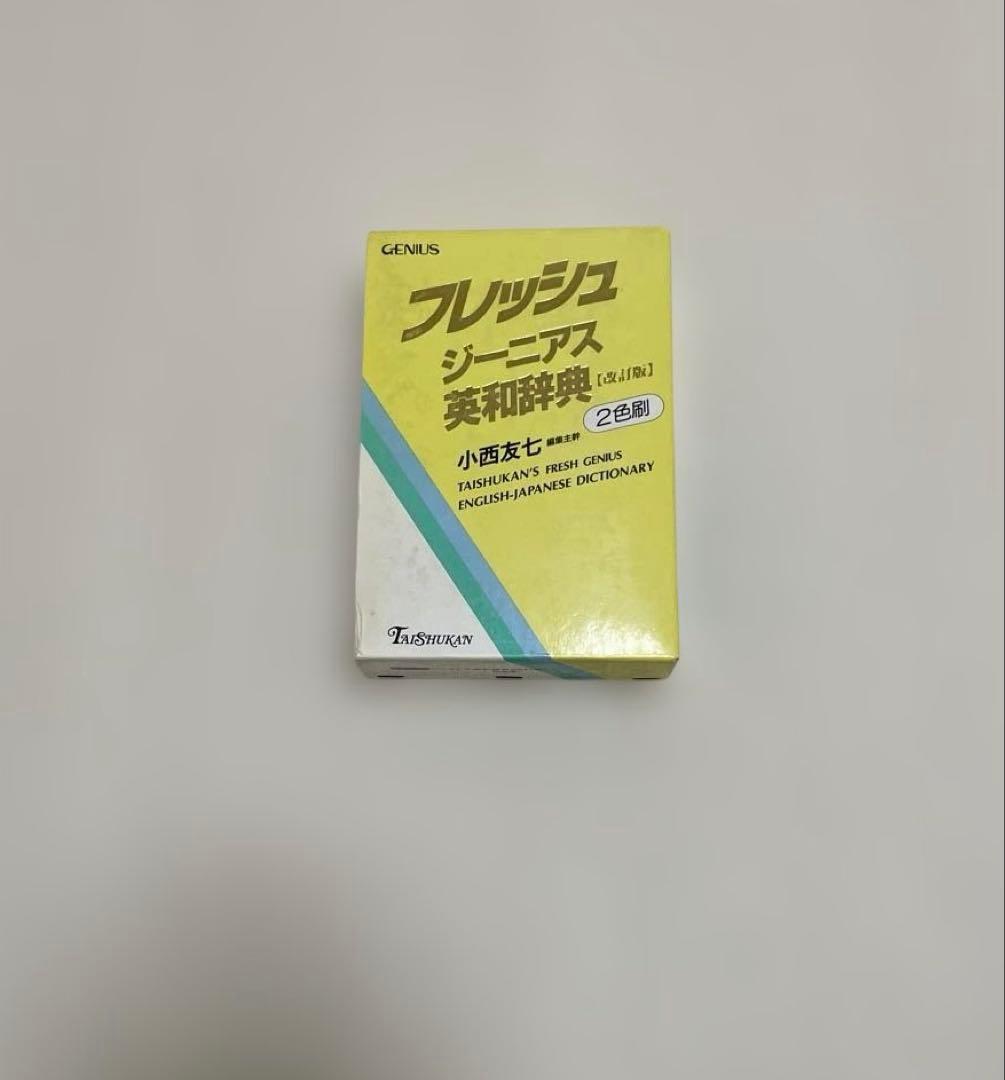 GENIUS
フレッシュ
ジーニアス
英和辞典【改訂版】
2色刷
小西友七 編集主幹
TAISHUKAN'S FRESH GENIUS
ENGLISH-JAPANESE DICTIONARY
TAISHUKAN